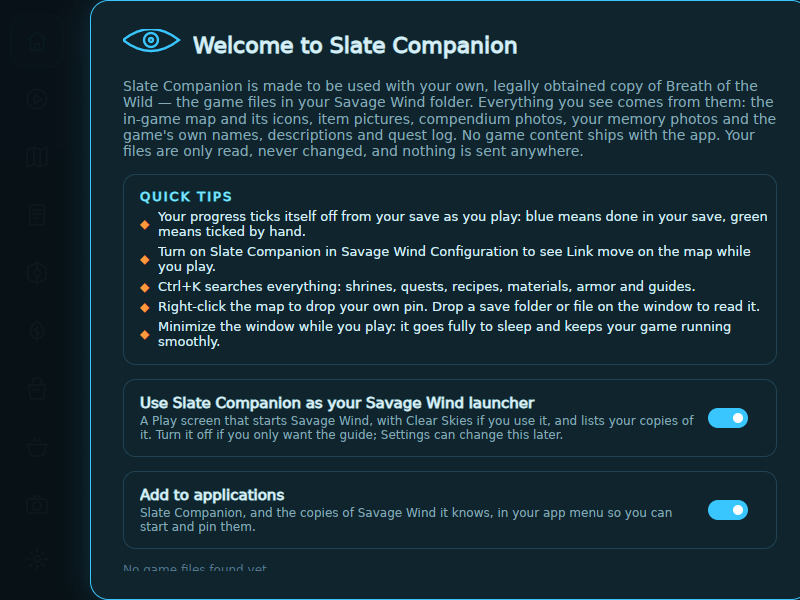 Welcome to Slate Companion
Slate Companion is made to be used with your own, legally obtained copy of Breath of the
Wild — the game files in your Savage Wind folder. Everything you see comes from them: the
in-game map and its icons, item pictures, compendium photos, your memory photos and the
game's own names, descriptions and quest log. No game content ships with the app. Your
files are only read, never changed, and nothing is sent anywhere.
QUICK TIPS
Your progress ticks itself off from your save as you play: blue means done in your save, green
means ticked by hand.
Turn on Slate Companion in Savage Wind Configuration to see Link move on the map while
you play.
Ctrl+K searches everything: shrines, quests, recipes, materials, armor and guides.
Right-click the map to drop your own pin. Drop a save folder or file on the window to read it.
Minimize the window while you play: it goes fully to sleep and keeps your game running
smoothly.
Use Slate Companion as your Savage Wind launcher
A Play screen that starts Savage Wind, with Clear Skies if you use it, and lists your copies of
it. Turn it off if you only want the guide; Settings can change this later.
Add to applications
Slate Companion, and the copies of Savage Wind it knows, in your app menu so you can
start and pin them.
No game files found yet